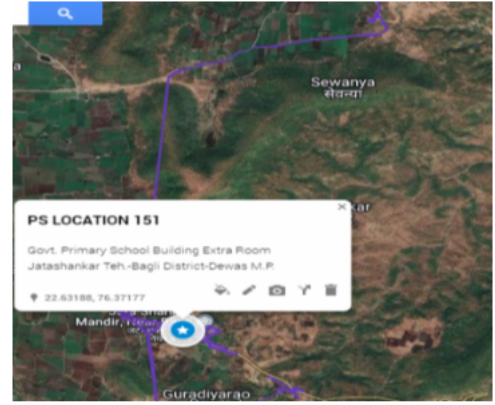 Sewanya
सेवन्या
kar
PS LOCATION 151
Govt. Primary School Building Extra Room
Jatashankar Teh.-Bagli District-Dewas M.P.
22.63188, 76.37177
Mandir,
Guradiyarao